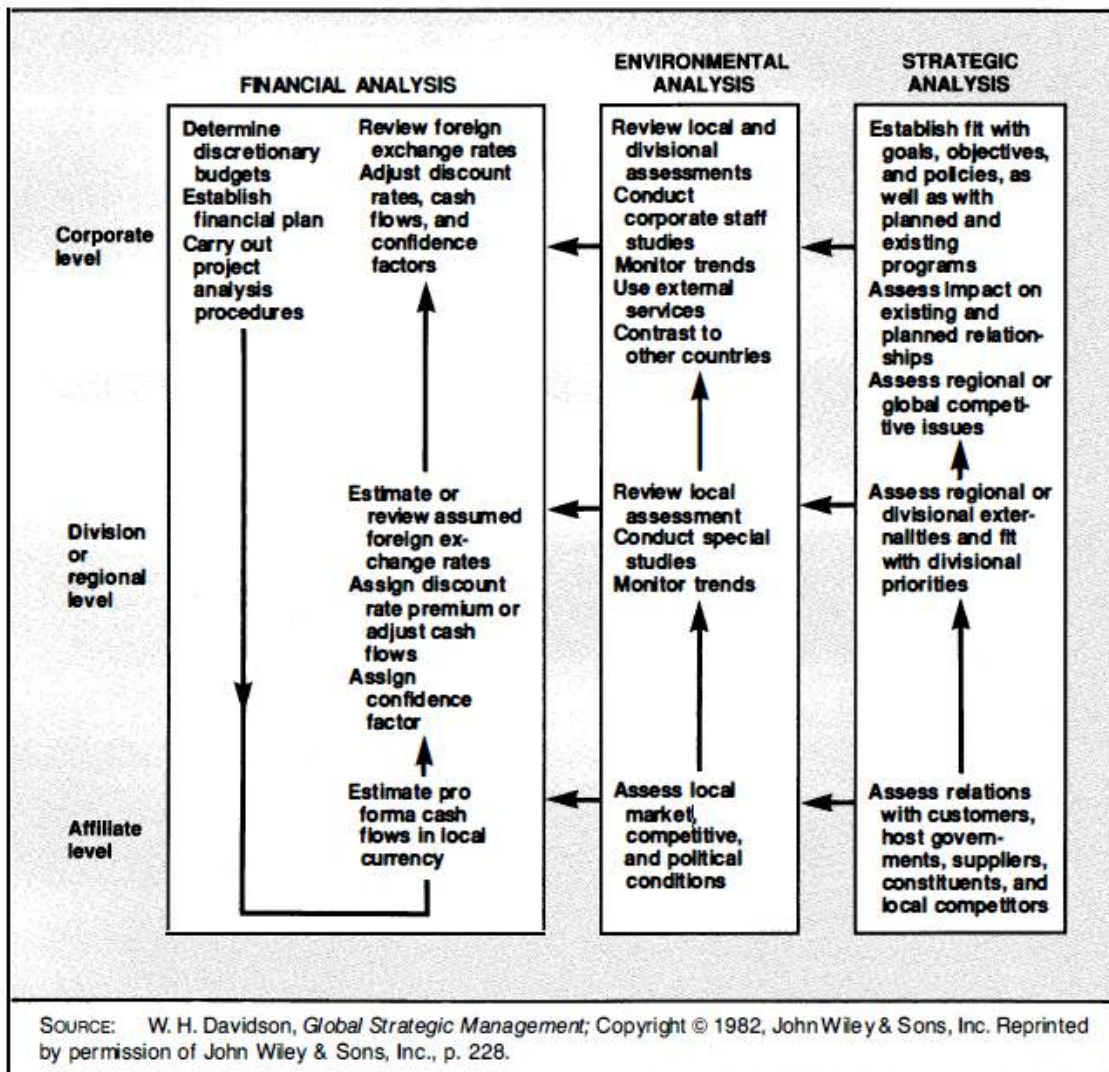 FINANCIAL ANALYSIS
ENVIRONMENTAL
ANALYSIS
STRATEGIC
ANALYSIS
Corporate
level
Determine
discretionary
budgets
Establish
financial plan
Carry out
project
analysis
procedures
Review foreign
exchange rates
Adjust discount
rates, cash
flows, and
confidence
factors
Review local and
divisional
assessments
Conduct
corporate staff
studies
Monitor trends
Use external
services
Contrast to
other countries
Establish fit with
goals, objectives,
and policies, as
well as with
planned and
existing
programs
Assess impact on
existing and
planned relation-
ships
Assess regional or
global competi-
tive issues
Division
or
regional
level
Estimate or
review assumed
foreign ex-
change rates
Assign discount
rate premium or
adjust cash
flows
Assign
confidence
factor
Review local
assessment
Conduct special
studies
Monitor trends
Assess regional or
divisional exter-
nalities and fit
with divisional
priorities
Affiliate
level
Estimate pro
forma cash
flows in local
currency
Assess local
market,
competitive,
and political
conditions
Assess relations
with customers,
host govern-
ments, suppliers,
constituents, and
local competitors
SOURCE: W. H. Davidson, Global Strategic Management; Copyright © 1982, John Wiley & Sons, Inc. Reprinted
by permission of John Wiley & Sons, Inc., p. 228.